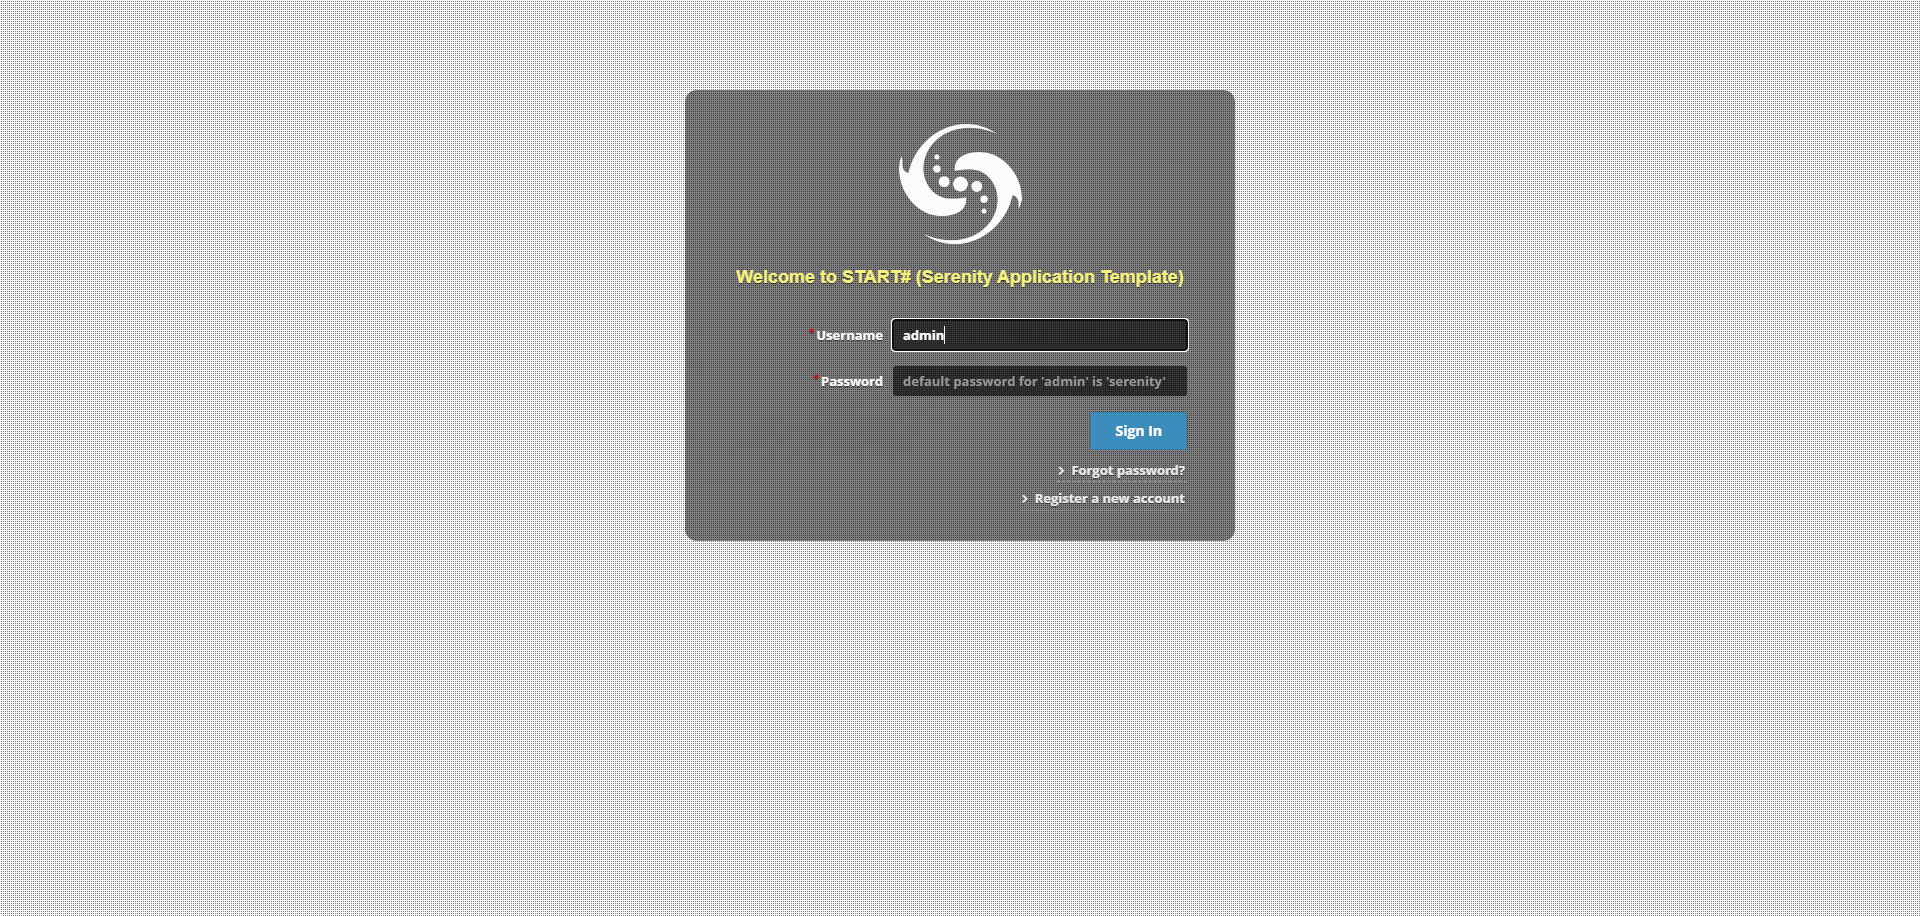 Welcome to START# (Serenity Application Template)
*Username admin
*Password default password for 'admin' is 'serenity'
Sign In
Forgot password?
Register a new account